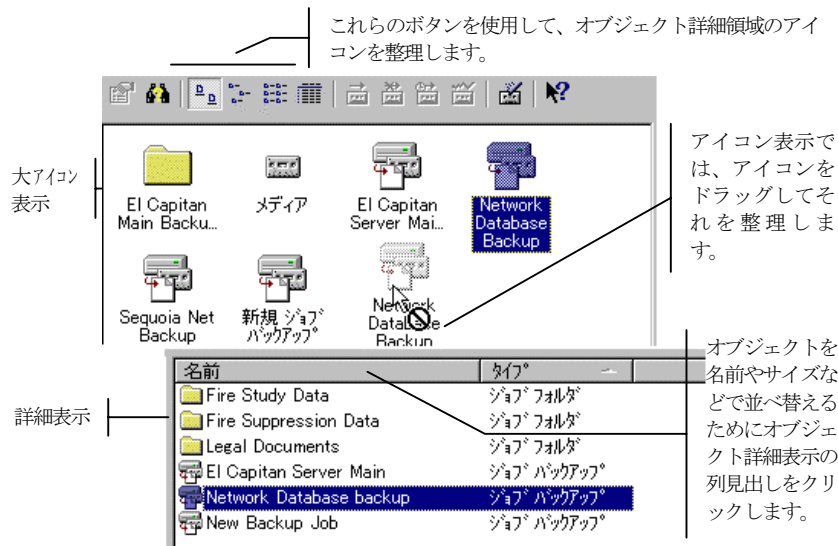 これらのボタンを使用して、オブジェクト詳細領域のアイ
コンを整理します。
大アイコン
表示
El Capitan
Main Backu...
メディア
El Capitan
Server Mai...
Network
Database
Backup
アイコン表示で
は、アイコンを
ドラッグしてそ
れを整理しま
す。
Sequoia Net
Backup
新規 ジョブ
バックアップ
Network
Database
Backup
詳細表示
名前 タイプ
Fire Study Data ジョブ フォルダ
Fire Suppression Data ジョブ フォルダ
Legal Documents ジョブ フォルダ
El Capitan Server Main ジョブ バックアップ
Network Database backup ジョブ バックアップ
New Backup Job ジョブ バックアップ
オブジェクトを
名前やサイズな
どで並べ替える
ためにオブジェ
クト詳細表示の
列見出しをクリ
ックします。